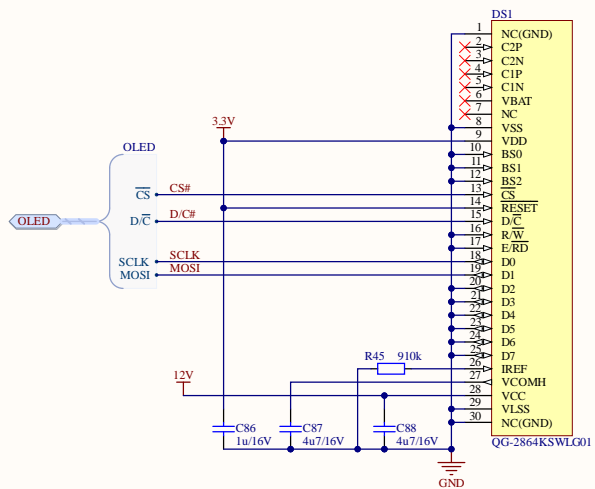 DS1
1 NC(GND)
2 C2P
3 C2N
4 C1P
5 C1N
6 VBAT
7 NC
8 VSS
3.3V
9 VDD
OLED
10 BS0
11 BS1
12 BS2
CS CS# 13 CS
14 RESET
OLED D/C D/C# 15 D/C
16 R/W
17 E/RD
SCLK SCLK 18 D0
MOSI MOSI 19 D1
20 D2
21 D3
22 D4
23 D5
24 D6
25 D7
R45 910k 26 IREF
12V 27 VCOMH
28 VCC
29 VLSS
C86 C87 C88 30 NC(GND)
1u/16V 4u7/16V 4u7/16V QG-2864KSWLG01
GND